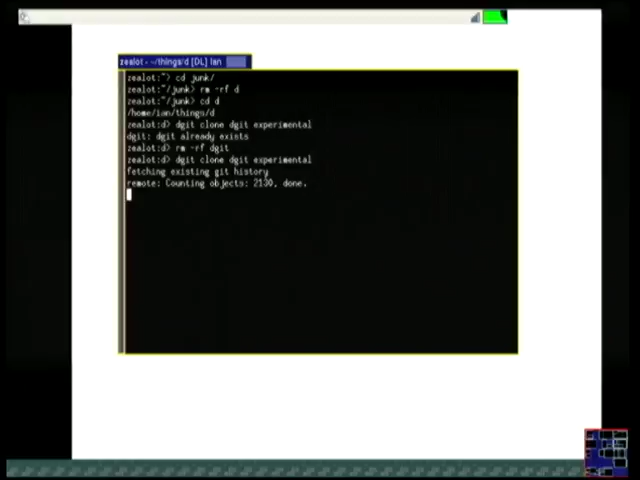 zealot - ~/things/d [DL] Ian
zealot:~> cd junk/
zealot:~/junk> rm -rf d
zealot:~/junk> cd d
/home/ian/things/d
zealot:d> dgit clone dgit experimental
dgit: dgit already exists
zealot:d> rm -rf dgit
zealot:d> dgit clone dgit experimental
fetching existing git history
remote: Counting objects: 2130, done.